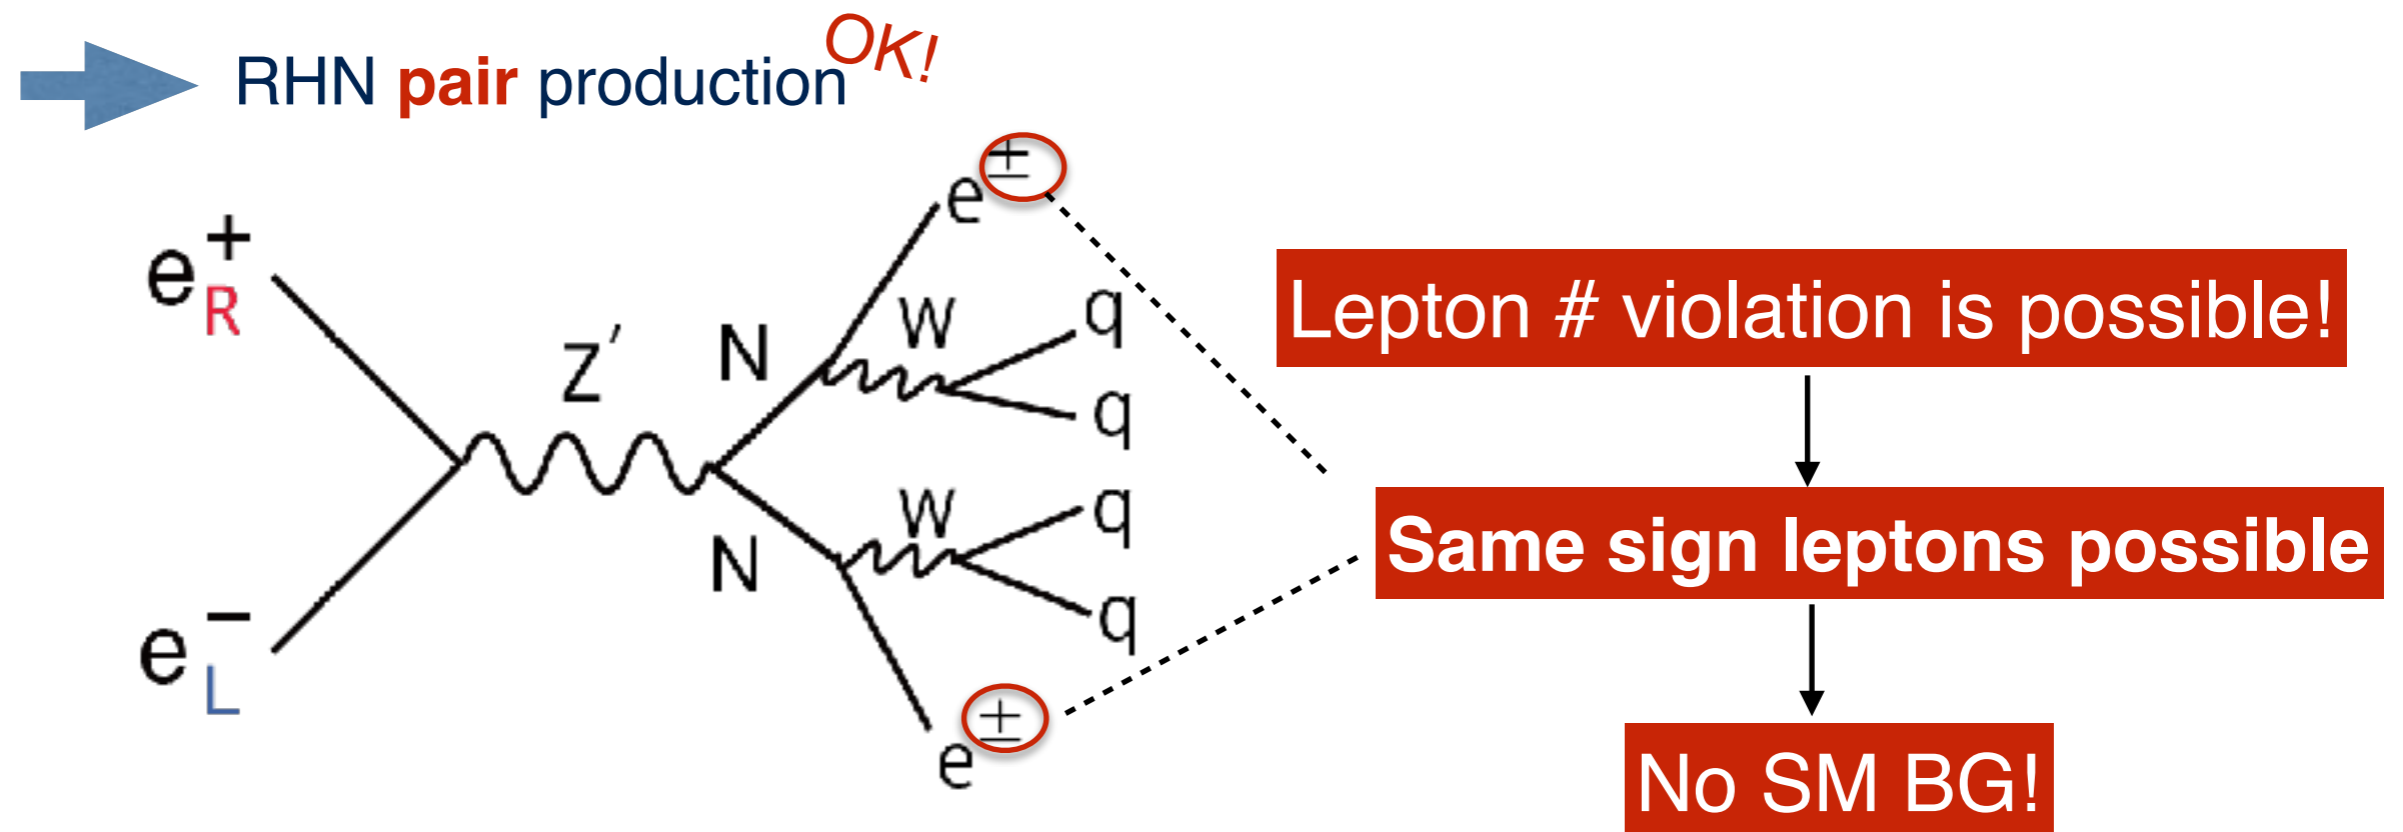 RHN pair production
OK!
e±
e+R
W
q
Z′
N
q
Lepton # violation is possible!
W
q
N
q
Same sign leptons possible
e−L
e±
No SM BG!